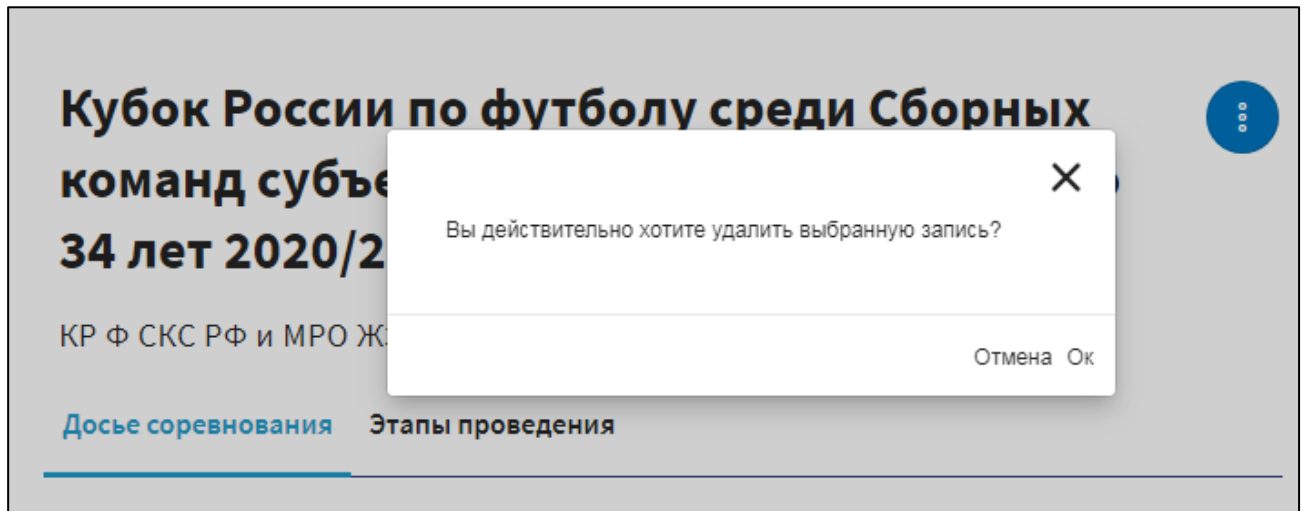 Кубок России по футболу среди Сборных
команд субъе
34 лет 2020/2
КР Ф СКС РФ и МРО Ж
Вы действительно хотите удалить выбранную запись?
Отмена Ок
Досье соревнования Этапы проведения